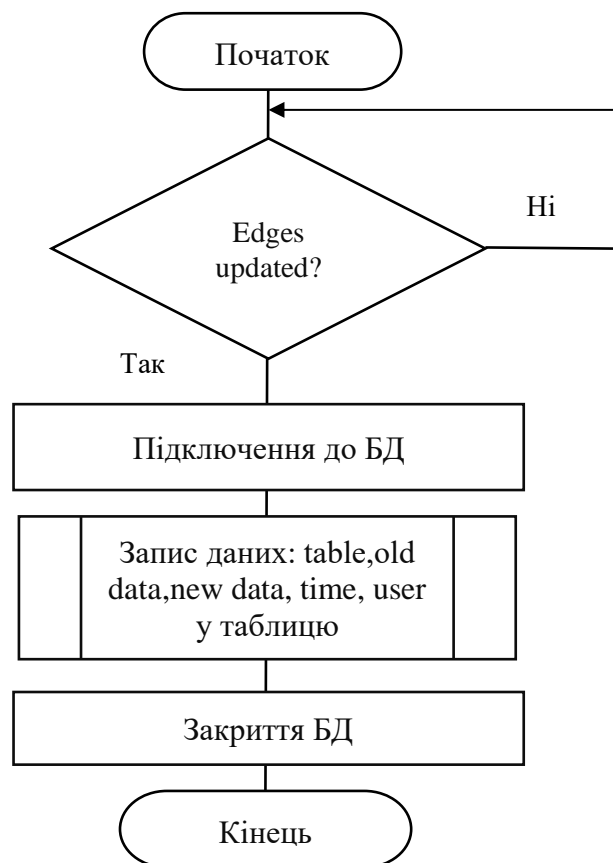 Початок
Ні
Edges
updated?
Так
Підключення до БД
Запис даних: table,old
data,new data, time, user
у таблицю
Закриття БД
Кінець